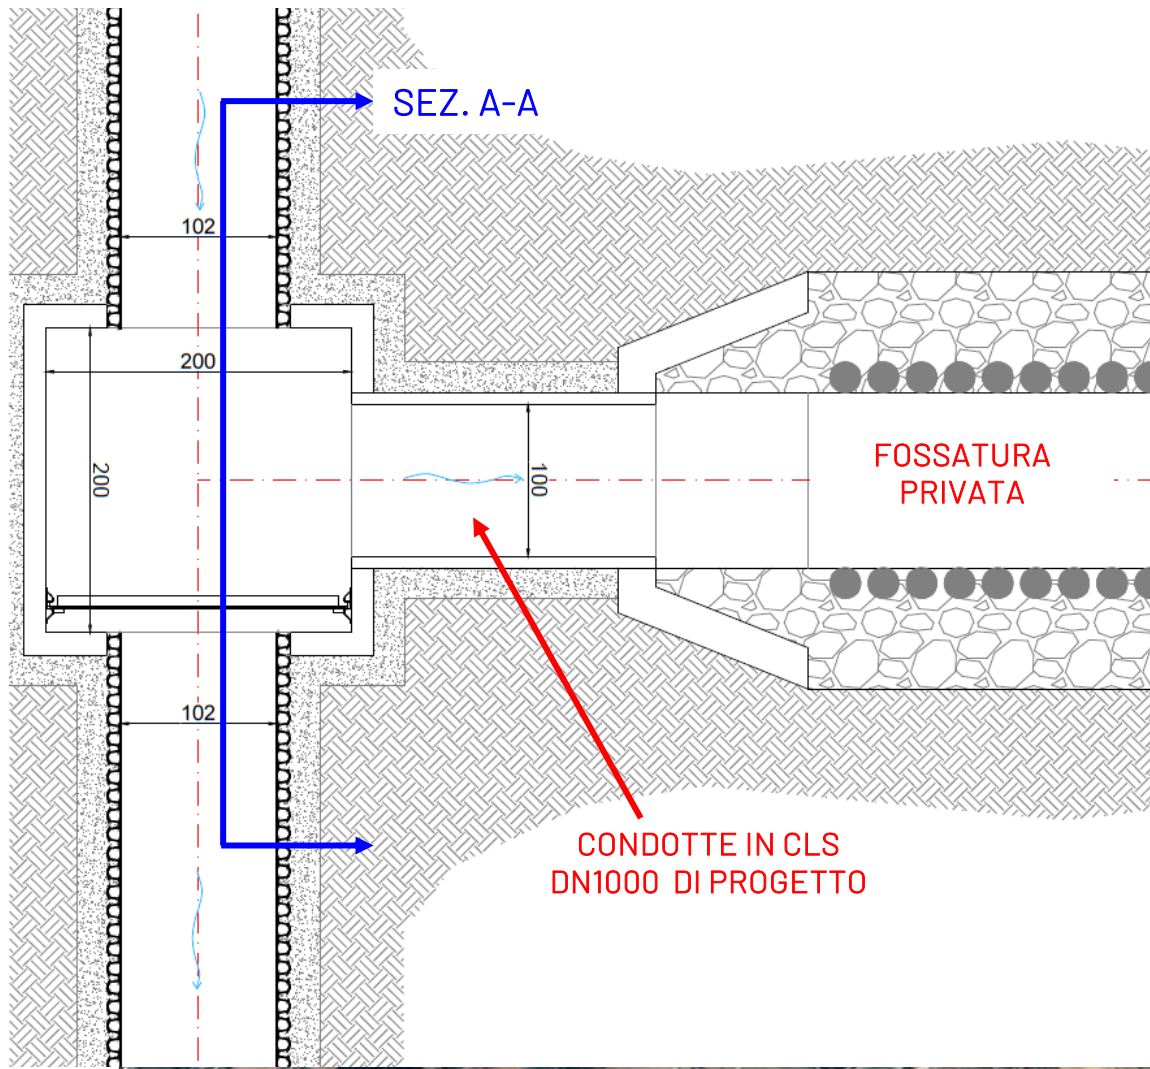 SEZ. A-A
102
200
200
100
FOSSATURA
PRIVATA
102
CONDOTTE IN CLS
DN1000 DI PROGETTO